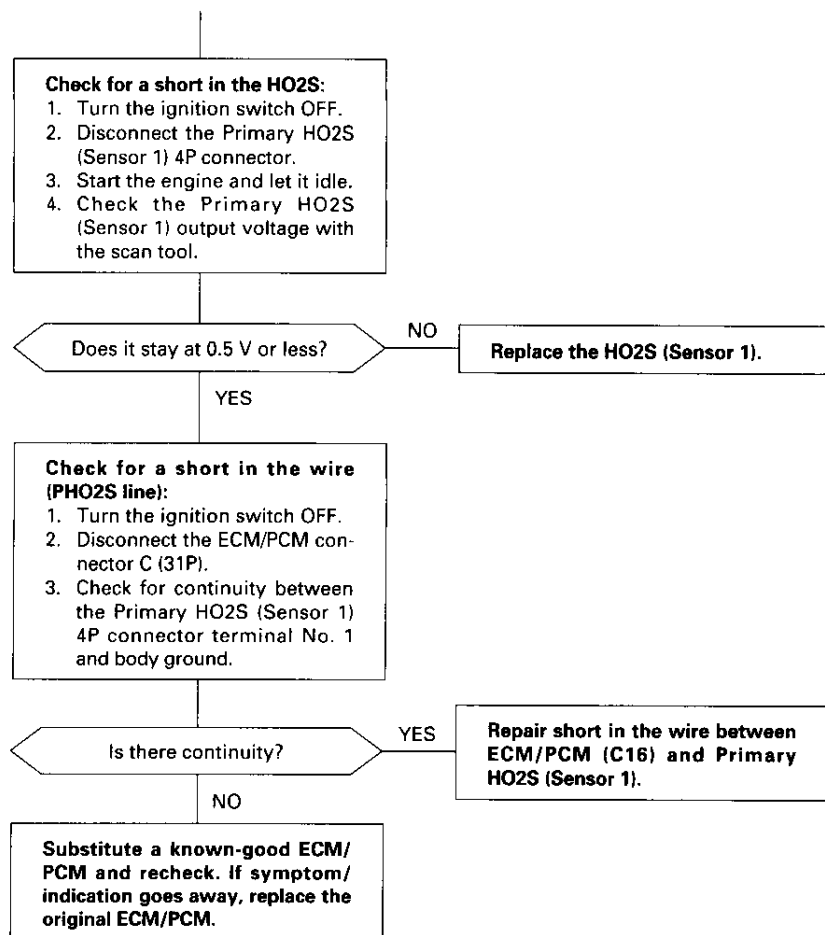 Check for a short in the HO2S:
1. Turn the ignition switch OFF.
2. Disconnect the Primary HO2S
(Sensor 1) 4P connector.
3. Start the engine and let it idle.
4. Check the Primary HO2S
(Sensor 1) output voltage with
the scan tool.
Does it stay at 0.5 V or less?
NO
Replace the HO2S (Sensor 1).
YES
Check for a short in the wire
(PHO2S line):
1. Turn the ignition switch OFF.
2. Disconnect the ECM/PCM con-
nector C (31P).
3. Check for continuity between
the Primary HO2S (Sensor 1)
4P connector terminal No. 1
and body ground.
Is there continuity?
YES
Repair short in the wire between
ECM/PCM (C16) and Primary
HO2S (Sensor 1).
NO
Substitute a known-good ECM/
PCM and recheck. If symptom/
indication goes away, replace the
original ECM/PCM.